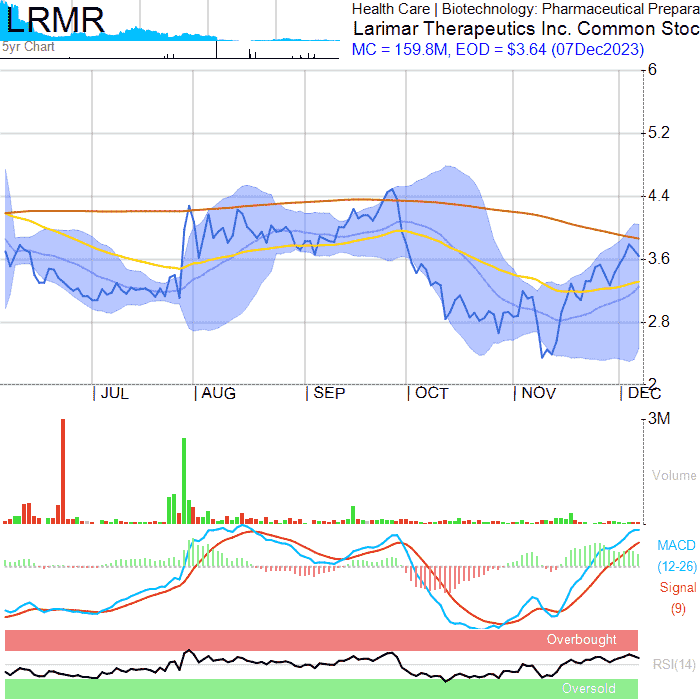 LRMR
5yr Chart
Health Care | Biotechnology: Pharmaceutical Prepara
Larimar Therapeutics Inc. Common Stoc
MC = 159.8M, EOD = $3.64 (07Dec2023)
6
5.2
4.4
3.6
2.8
2
JUL AUG SEP OCT NOV DEC
3M
Volume
MACD
(12-26)
Signal
(9)
Overbought
RSI(14)
Oversold